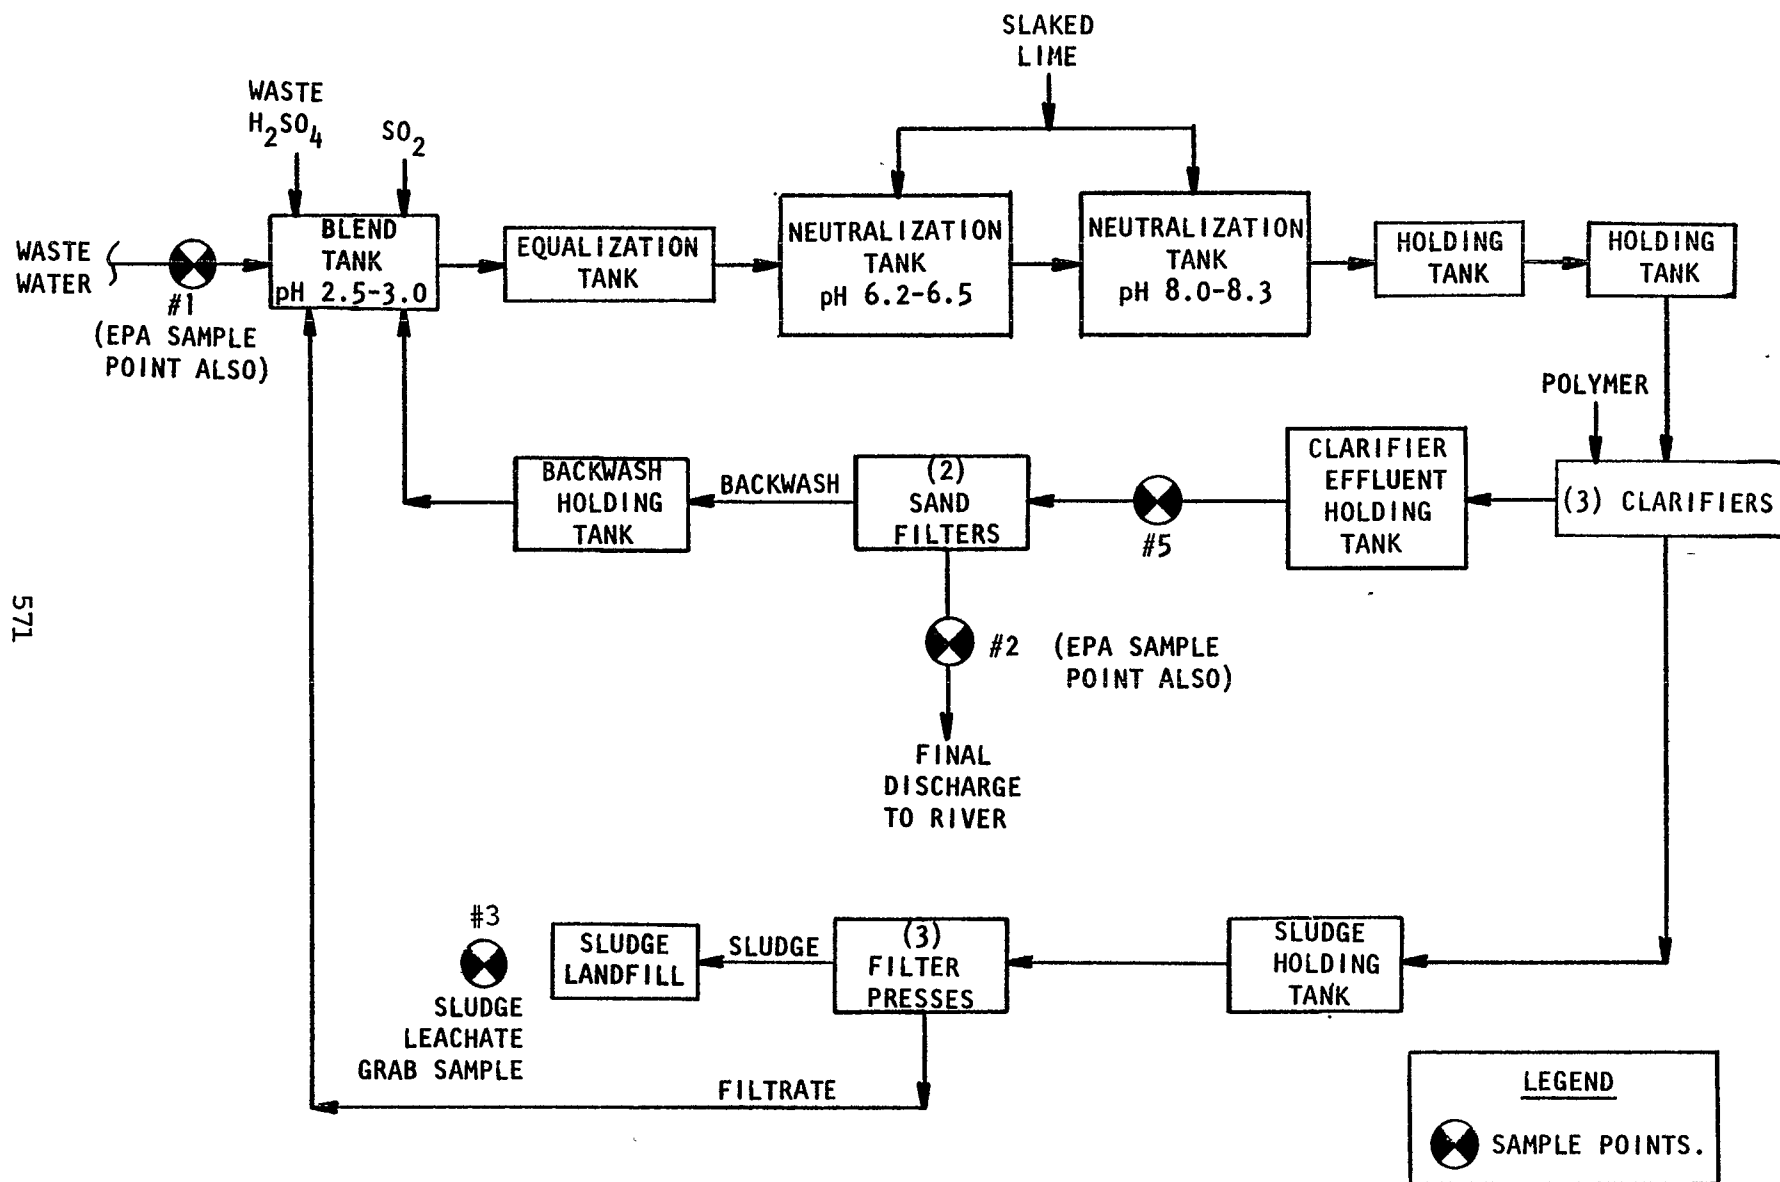 SLAKED
LIME
WASTE
H2SO4
SO2
WASTE
WATER
#1
(EPA SAMPLE
POINT ALSO)
BLEND
TANK
pH 2.5-3.0
EQUALIZATION
TANK
NEUTRALIZATION
TANK
pH 6.2-6.5
NEUTRALIZATION
TANK
pH 8.0-8.3
HOLDING
TANK
HOLDING
TANK
POLYMER
(3) CLARIFIERS
CLARIFIER
EFFLUENT
HOLDING
TANK
#5
(2)
SAND
FILTERS
BACKWASH
BACKWASH
HOLDING
TANK
#2 (EPA SAMPLE
POINT ALSO)
FINAL
DISCHARGE
TO RIVER
571
SLUDGE
HOLDING
TANK
(3)
FILTER
PRESSES
SLUDGE
SLUDGE
LANDFILL
#3
SLUDGE
LEACHATE
GRAB SAMPLE
FILTRATE
LEGEND
SAMPLE POINTS.